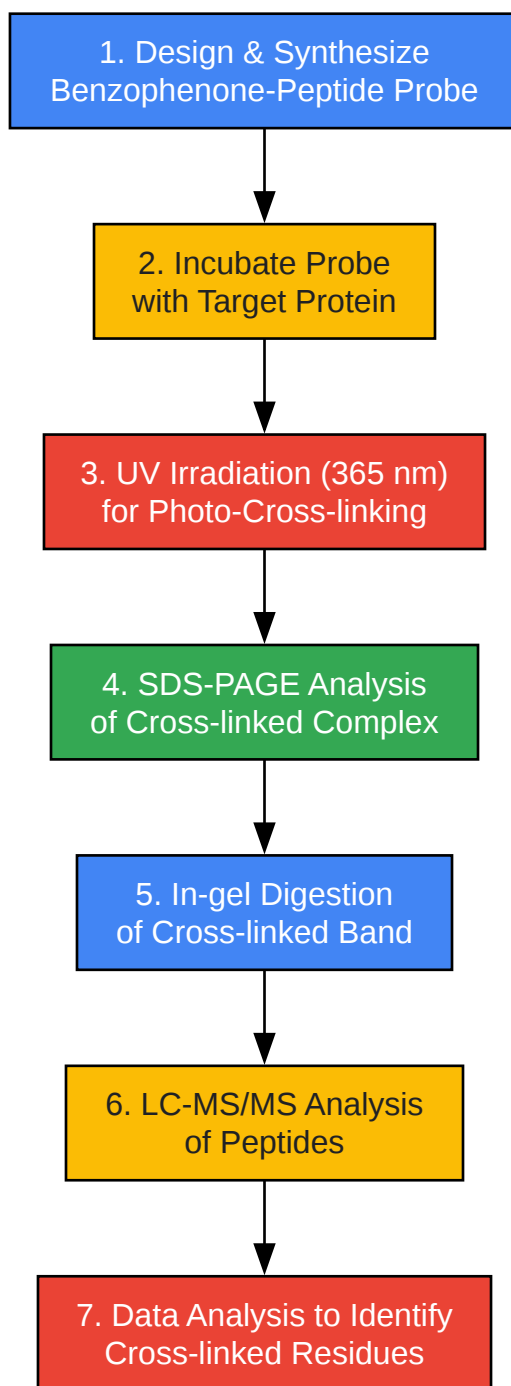 1. Design & Synthesize
Benzophenone-Peptide Probe
2. Incubate Probe
with Target Protein
3. UV Irradiation (365 nm)
for Photo-Cross-linking
4. SDS-PAGE Analysis
of Cross-linked Complex
5. In-gel Digestion
of Cross-linked Band
6. LC-MS/MS Analysis
of Peptides
7. Data Analysis to Identify
Cross-linked Residues